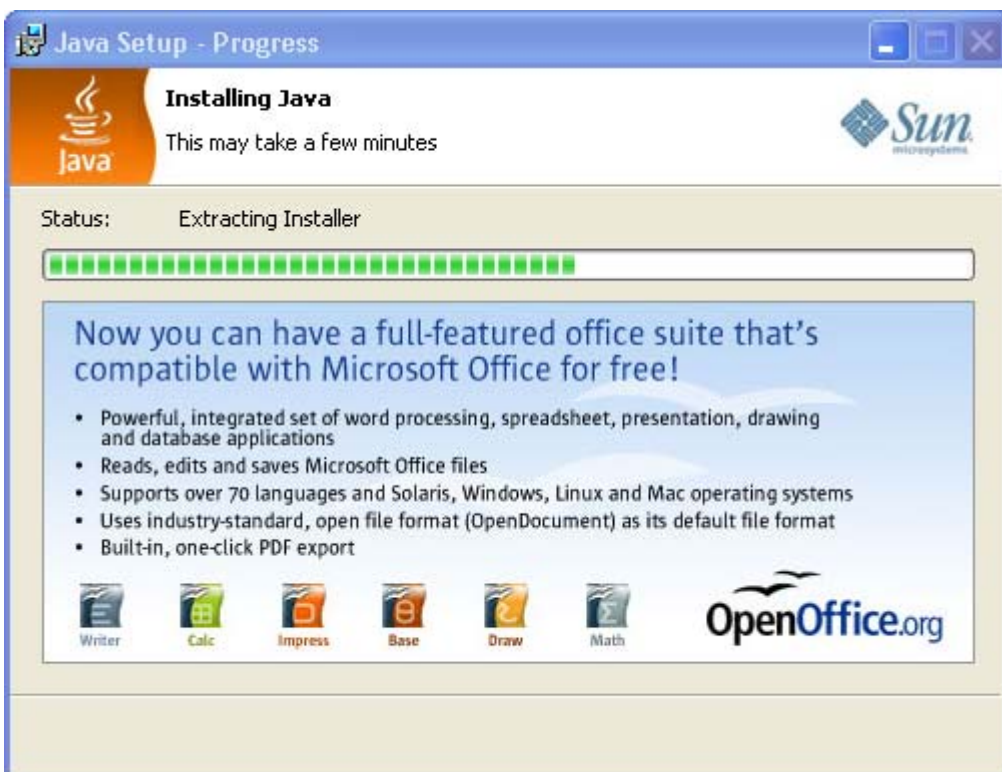 Java Setup - Progress
Installing Java
This may take a few minutes
Java
Sun
microsystems
Status: Extracting Installer
Now you can have a full-featured office suite that's
compatible with Microsoft Office for free!
• Powerful, integrated set of word processing, spreadsheet, presentation, drawing
and database applications
• Reads, edits and saves Microsoft Office files
• Supports over 70 languages and Solaris, Windows, Linux and Mac operating systems
• Uses industry-standard, open file format (OpenDocument) as its default file format
• Built-in, one-click PDF export
Writer Calc Impress Base Draw Math
OpenOffice.org